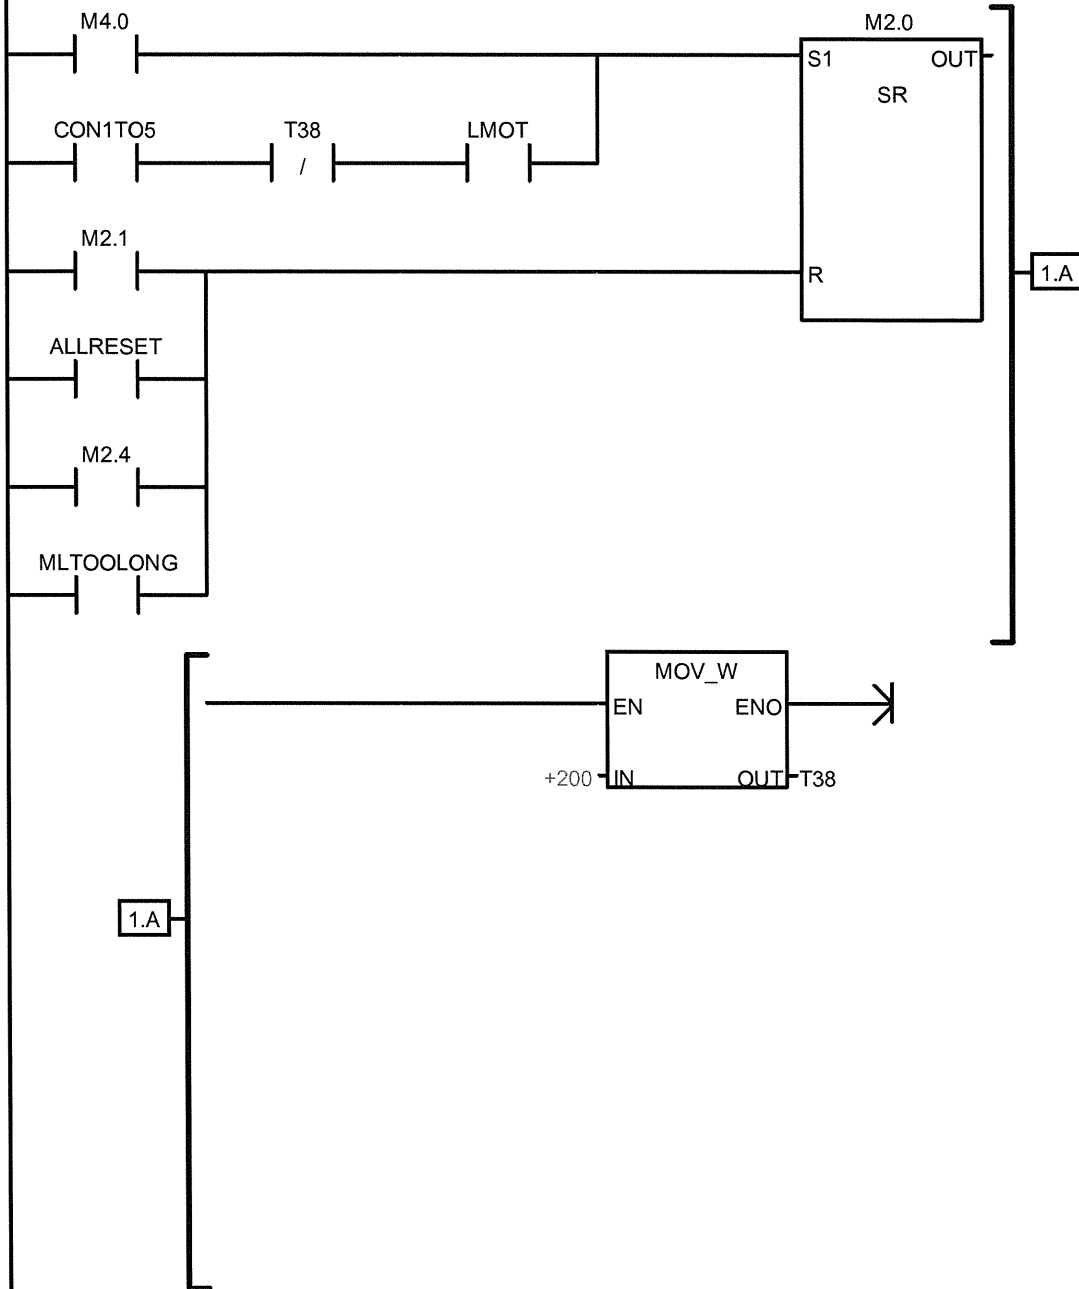 M4.0
M2.0
S1
OUT
SR
CON1TO5
T38
LMOT
/
M2.1
R
1.A
ALLRESET
M2.4
MLTOOLONG
MOV_W
EN
ENO
+200
IN
OUT
T38
1.A